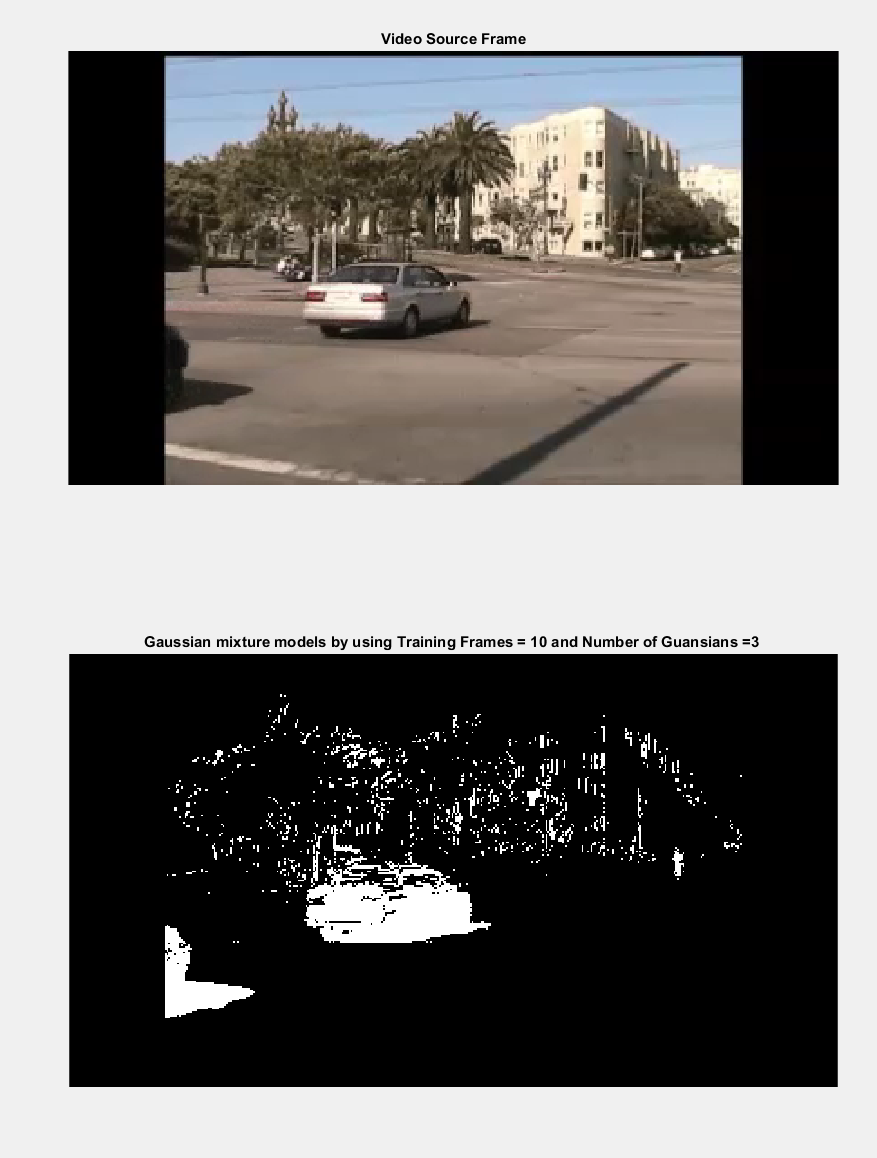 Video Source Frame
Gaussian mixture models by using Training Frames = 10 and Number of Guansians =3